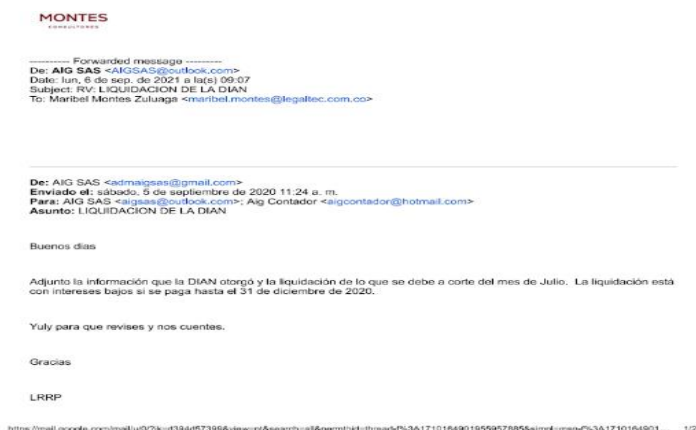 MONTES
CONSULTORES
---------- Forwarded message ---------
De: AIG SAS <AIGSAS@outlook.com>
Date: lun, 6 de sep. de 2021 a la(s) 09:07
Subject: RV: LIQUIDACION DE LA DIAN
To: Maribel Montes Zuluaga <maribel.montes@legaltec.com.co>
De: AIG SAS <admaigsas@gmail.com>
Enviado el: sábado, 5 de septiembre de 2020 11:24 a. m.
Para: AIG SAS <aigsas@outlook.com>; Aig Contador <aigcontador@hotmail.com>
Asunto: LIQUIDACION DE LA DIAN
Buenos dias
Adjunto la información que la DIAN otorgó y la liquidación de lo que se debe a corte del mes de Julio. La liquidación está
con intereses bajos si se paga hasta el 31 de diciembre de 2020.
Yuly para que revises y nos cuentes.
Gracias
LRRP
1/2